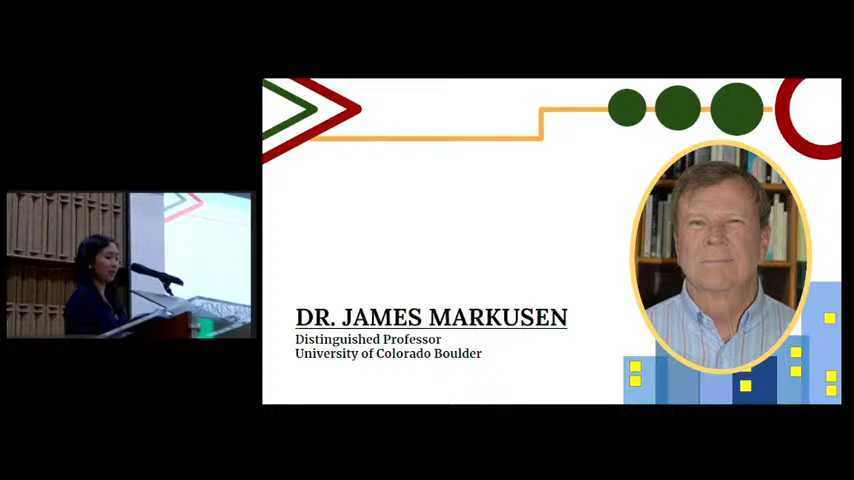 DR. JAMES MARKUSEN
Distinguished Professor
University of Colorado Boulder